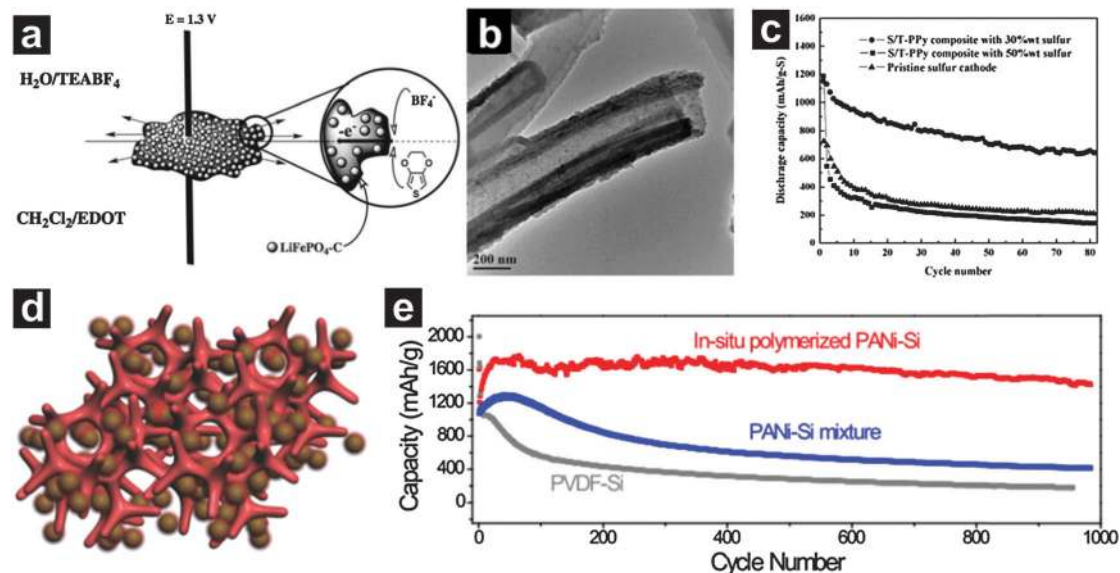 a
E = 1.3 V
H₂O/TEABF₄
BF₄⁻
-e⁻
O
O
S
CH₂Cl₂/EDOT
LiFePO₄-C
b
200 nm
c
S/T-PPy composite with 30%wt sulfur
S/T-PPy composite with 50%wt sulfur
Pristine sulfur cathode
Dischrage capacity (mAh/g-S)
1600
1400
1200
1000
800
600
400
200
0
0 10 20 30 40 50 60 70 80
Cycle number
d
e
Capacity (mAh/g)
2000
1600
1200
800
400
0
In-situ polymerized PANi-Si
PANi-Si mixture
PVDF-Si
0 200 400 600 800 1000
Cycle Number